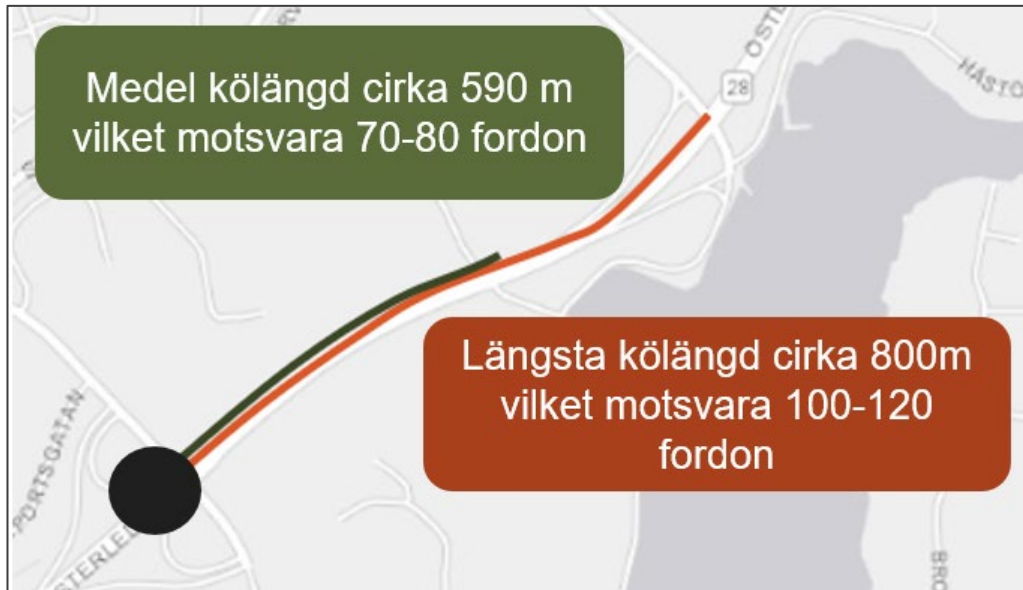 Medel kölängd cirka 590 m
vilket motsvara 70-80 fordon
28
Längsta kölängd cirka 800m
vilket motsvara 100-120
fordon